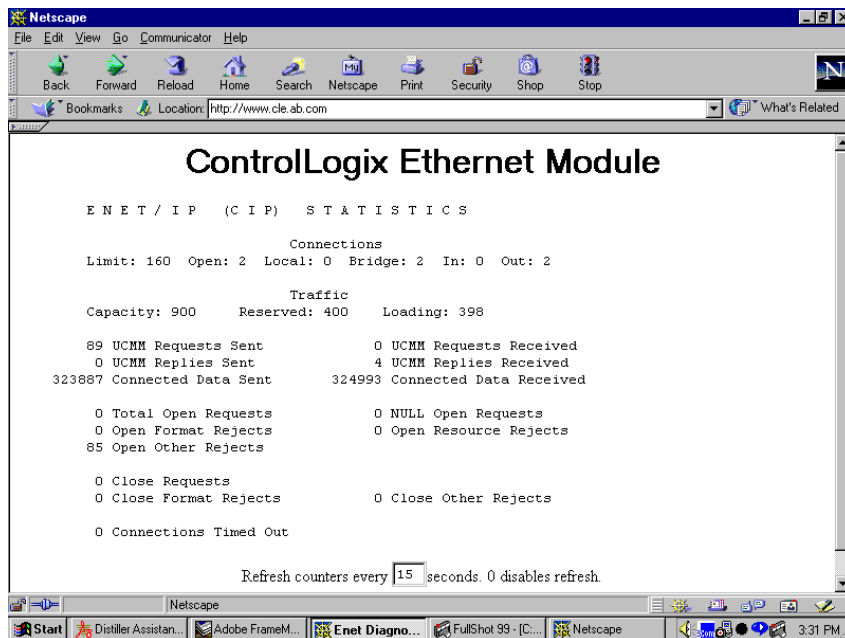 Netscape
File Edit View Go Communicator Help
My
N
Back Forward Reload Home Search Netscape Print Security Shop Stop
Bookmarks Location: http://www.cle.ab.com What's Related
ControlLogix Ethernet Module
E N E T / I P (C I P) S T A T I S T I C S
Connections
Limit: 160 Open: 2 Local: 0 Bridge: 2 In: 0 Out: 2
Traffic
Capacity: 900 Reserved: 400 Loading: 398
89 UCMM Requests Sent 0 UCMM Requests Received
0 UCMM Replies Sent 4 UCMM Replies Received
323887 Connected Data Sent 324993 Connected Data Received
0 Total Open Requests 0 NULL Open Requests
0 Open Format Rejects 0 Open Resource Rejects
85 Open Other Rejects
0 Close Requests
0 Close Format Rejects 0 Close Other Rejects
0 Connections Timed Out
Refresh counters every 15 seconds. 0 disables refresh.
Netscape
Start Distiller Assistan... Adobe FrameM... Enet Diagno... FullShot 99 - [C:... Netscape 3Com 3:31 PM